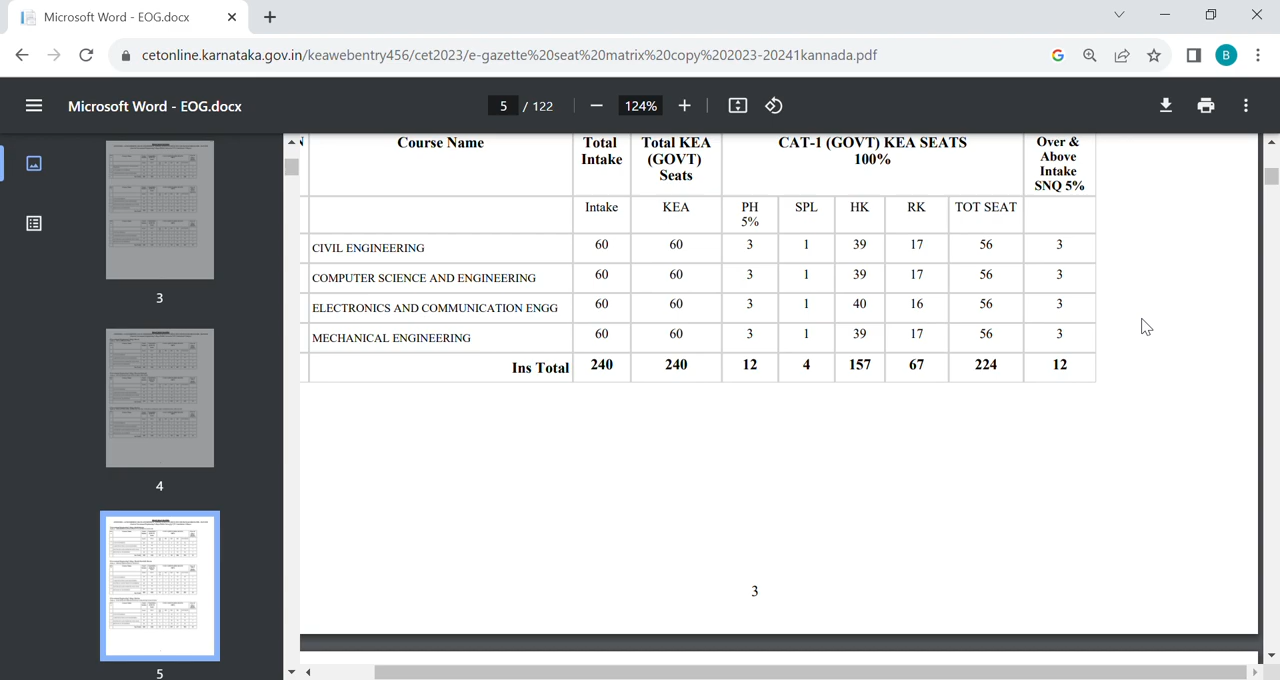 Microsoft Word - EOG.docx
cetonline.karnataka.gov.in/keawebentry456/cet2023/e-gazette%20seat%20matrix%20copy%202023-20241kannada.pdf
B
Microsoft Word - EOG.docx
5 / 122
124%
Course Name Total Intake Total KEA (GOVT) Seats CAT-1 (GOVT) KEA SEATS 100% Over & Above Intake SNQ 5%
Intake KEA PH 5% SPL HK RK TOT SEAT
CIVIL ENGINEERING 60 60 3 1 39 17 56 3
COMPUTER SCIENCE AND ENGINEERING 60 60 3 1 39 17 56 3
ELECTRONICS AND COMMUNICATION ENGG 60 60 3 1 40 16 56 3
MECHANICAL ENGINEERING 60 60 3 1 39 17 56 3
Ins Total 240 240 12 4 157 67 224 12
3
3
4
5